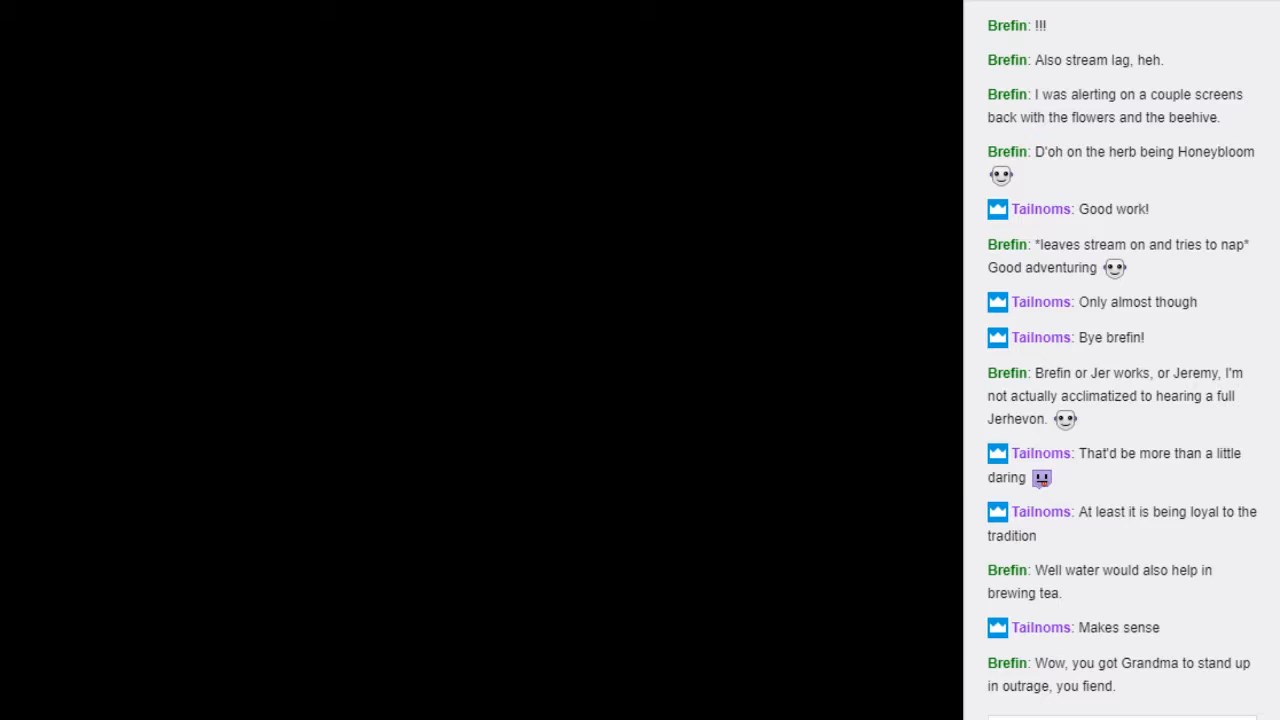 Brefin: !!!
Brefin: Also stream lag, heh.
Brefin: I was alerting on a couple screens
back with the flowers and the beehive.
Brefin: D'oh on the herb being Honeybloom
Tailnoms: Good work!
Brefin: *leaves stream on and tries to nap*
Good adventuring
Tailnoms: Only almost though
Tailnoms: Bye brefin!
Brefin: Brefin or Jer works, or Jeremy, I'm
not actually acclimatized to hearing a full
Jerhevon.
Tailnoms: That'd be more than a little
daring
Tailnoms: At least it is being loyal to the
tradition
Brefin: Well water would also help in
brewing tea.
Tailnoms: Makes sense
Brefin: Wow, you got Grandma to stand up
in outrage, you fiend.